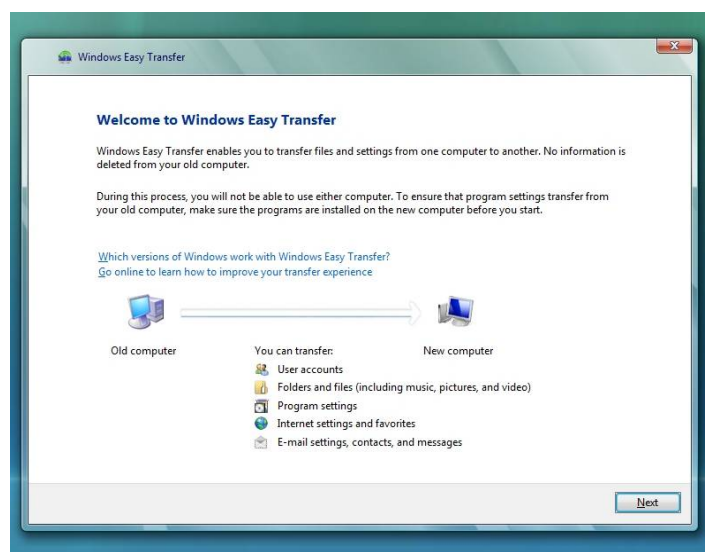 Windows Easy Transfer
Welcome to Windows Easy Transfer
Windows Easy Transfer enables you to transfer files and settings from one computer to another. No information is
deleted from your old computer.
During this process, you will not be able to use either computer. To ensure that program settings transfer from
your old computer, make sure the programs are installed on the new computer before you start.
Which versions of Windows work with Windows Easy Transfer?
Go online to learn how to improve your transfer experience
Old computer
You can transfer:
New computer
User accounts
Folders and files (including music, pictures, and video)
Program settings
Internet settings and favorites
E-mail settings, contacts, and messages
Next